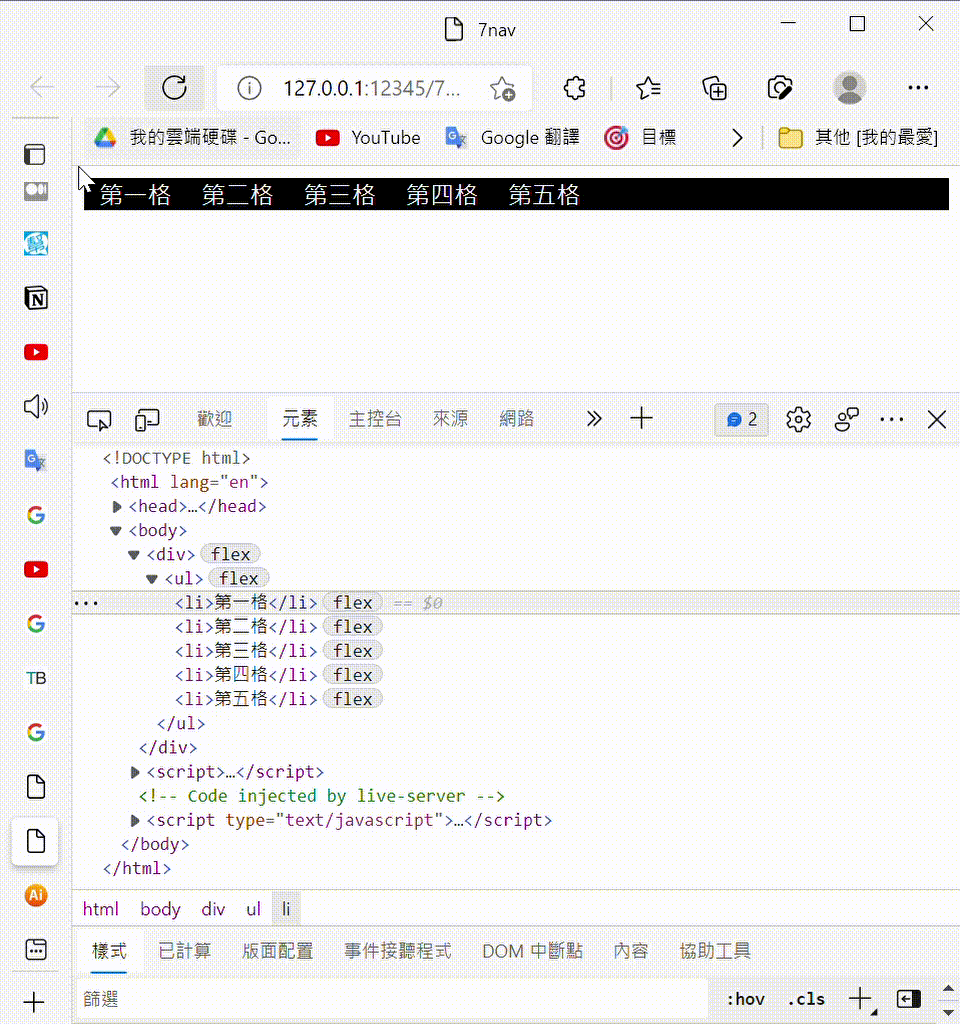 7nav
127.0.0.1:12345/7...
我的雲端硬碟 - Go... YouTube Google 翻譯 目標 其他 [我的最愛]
第一格 第二格 第三格 第四格 第五格
歡迎 元素 主控台 來源 網路 2
<!DOCTYPE html>
<html lang="en">
<head>…</head>
<body>
<div> flex
<ul> flex
<li>第一格</li> flex == $0
<li>第二格</li> flex
<li>第三格</li> flex
<li>第四格</li> flex
<li>第五格</li> flex
</ul>
</div>
<script>…</script>
<!-- Code injected by live-server -->
<script type="text/javascript">…</script>
</body>
</html>
TB
Ai
html body div ul li
樣式 已計算 版面配置 事件接聽程式 DOM 中斷點 內容 協助工具
篩選 :hov .cls